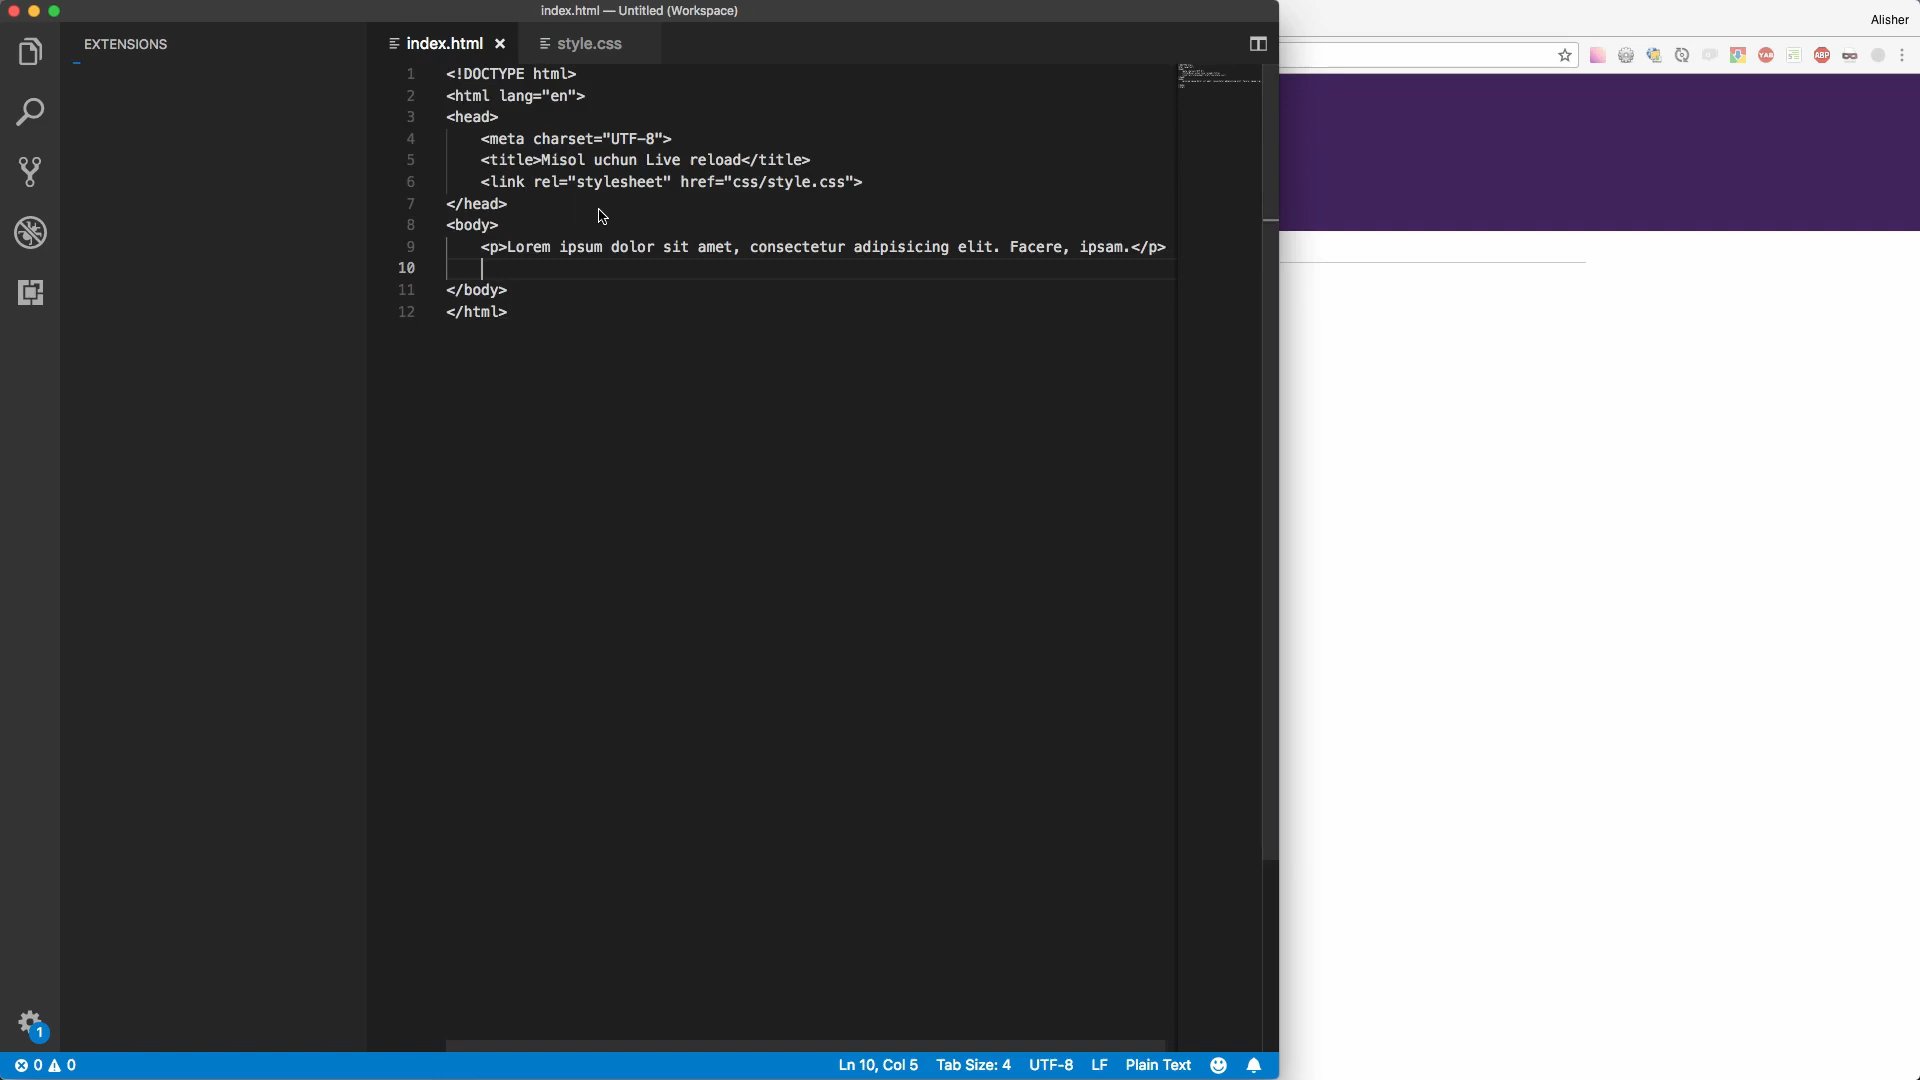 index.html — Untitled (Workspace)
Alisher
EXTENSIONS
index.html
style.css
1 <!DOCTYPE html>
2 <html lang="en">
3 <head>
4 <meta charset="UTF-8">
5 <title>Misol uchun Live reload</title>
6 <link rel="stylesheet" href="css/style.css">
7 </head>
8 <body>
9 <p>Lorem ipsum dolor sit amet, consectetur adipisicing elit. Facere, ipsam.</p>
10
11 </body>
12 </html>
YAB
ABP
1
0 0
Ln 10, Col 5 Tab Size: 4 UTF-8 LF Plain Text